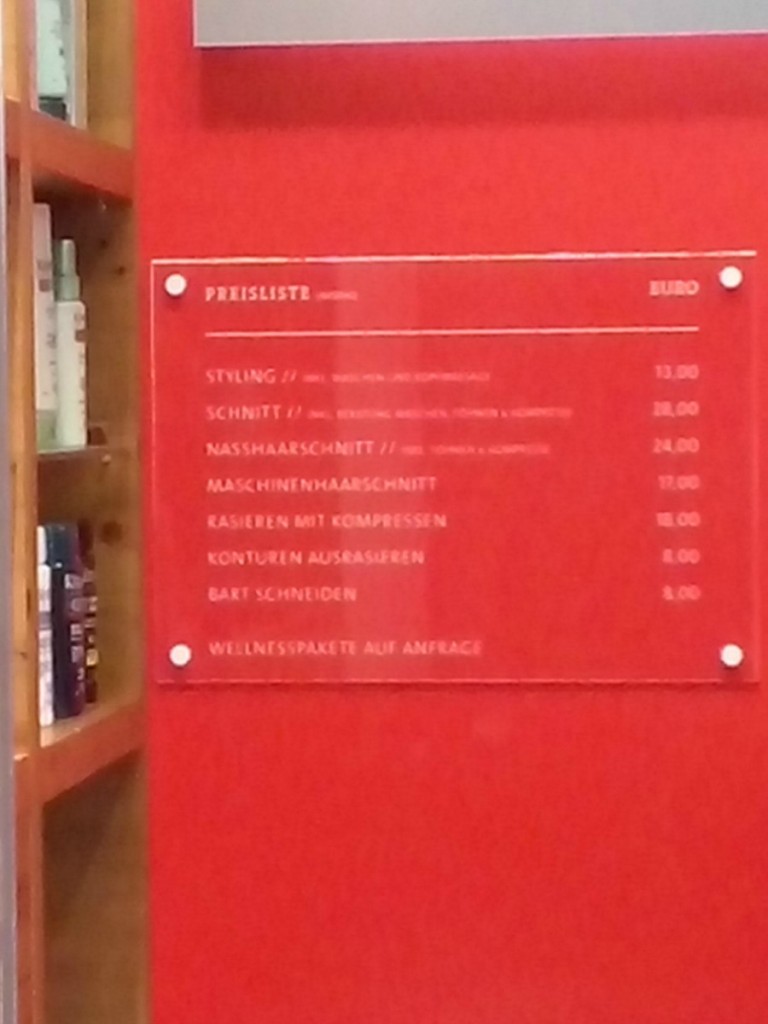 PREISLISTE EURO
STYLING // 13,00
SCHNITT // 28,00
NASSHAARSCHNITT // 24,00
MASCHINENHAARSCHNITT 17,00
RASIEREN MIT KOMPRESSEN 18,00
KONTUREN AUSRASIEREN 8,00
BART SCHNEIDEN 8,00
WELLNESSPAKETE AUF ANFRAGE